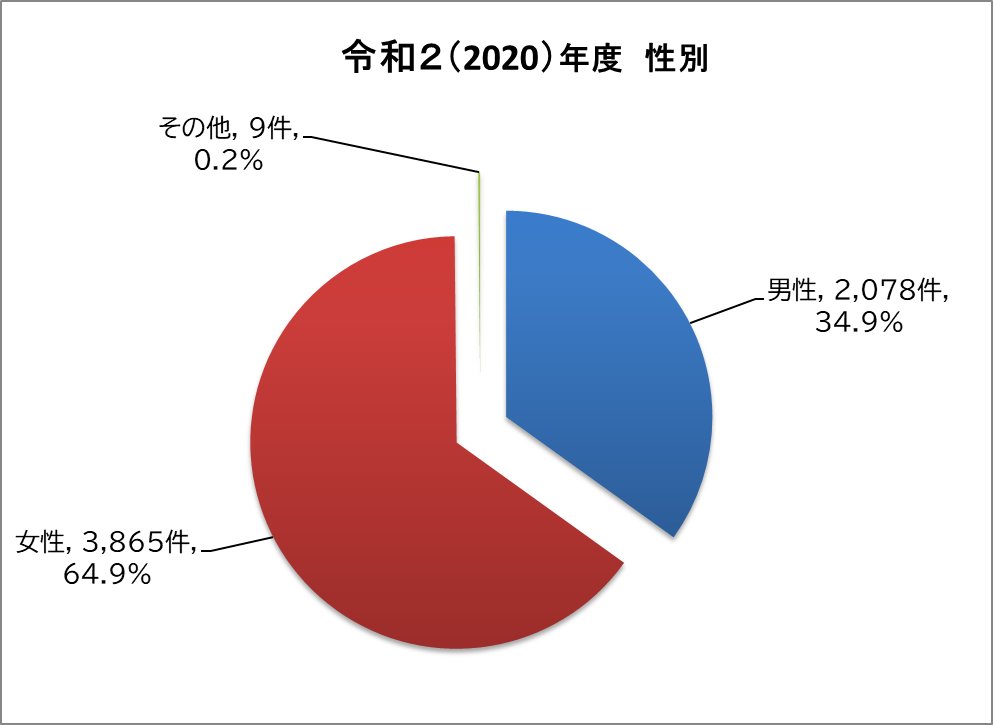 令和２（2020）年度　性別
その他, 9件,
0.2%
男性, 2,078件,
34.9%
女性, 3,865件,
64.9%